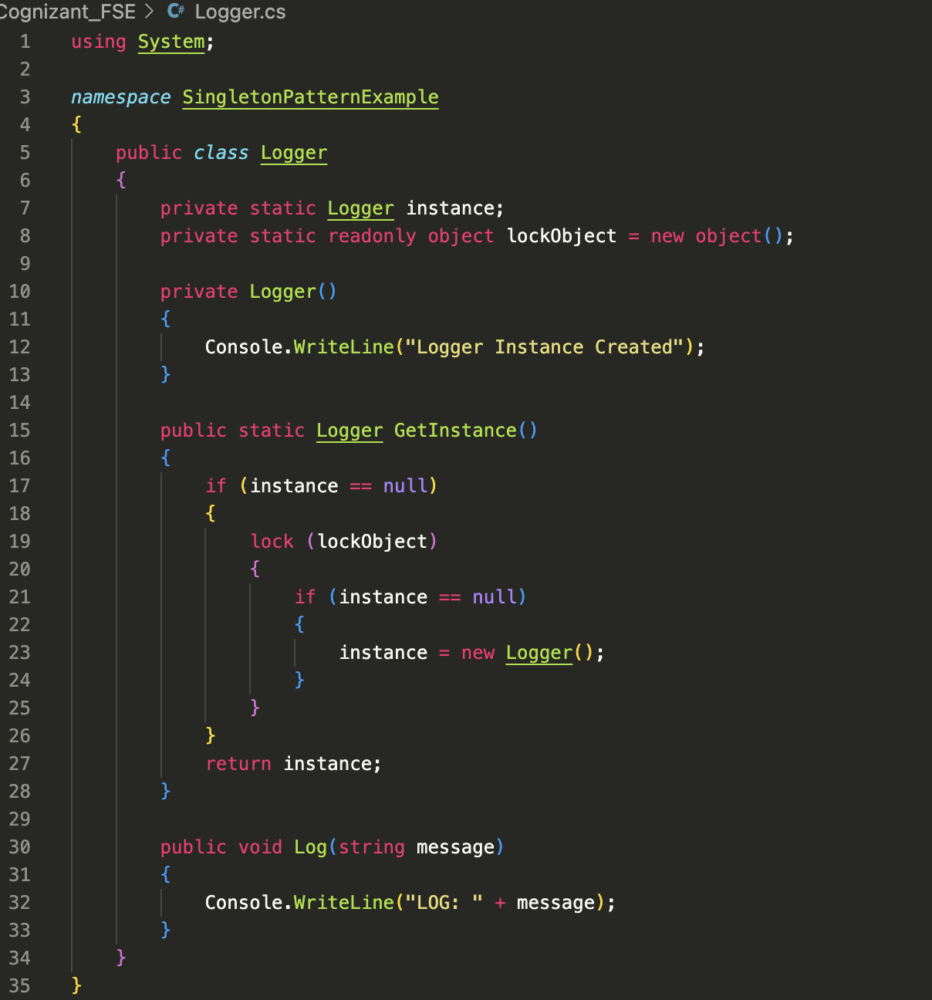 Cognizant_FSE > C# Logger.cs
1 using System;
2
3 namespace SingletonPatternExample
4 {
5     public class Logger
6     {
7         private static Logger instance;
8         private static readonly object lockObject = new object();
9
10         private Logger()
11         {
12             Console.WriteLine("Logger Instance Created");
13         }
14
15         public static Logger GetInstance()
16         {
17             if (instance == null)
18             {
19                 lock (lockObject)
20                 {
21                     if (instance == null)
22                     {
23                         instance = new Logger();
24                     }
25                 }
26             }
27             return instance;
28         }
29
30         public void Log(string message)
31         {
32             Console.WriteLine("LOG: " + message);
33         }
34     }
35 }